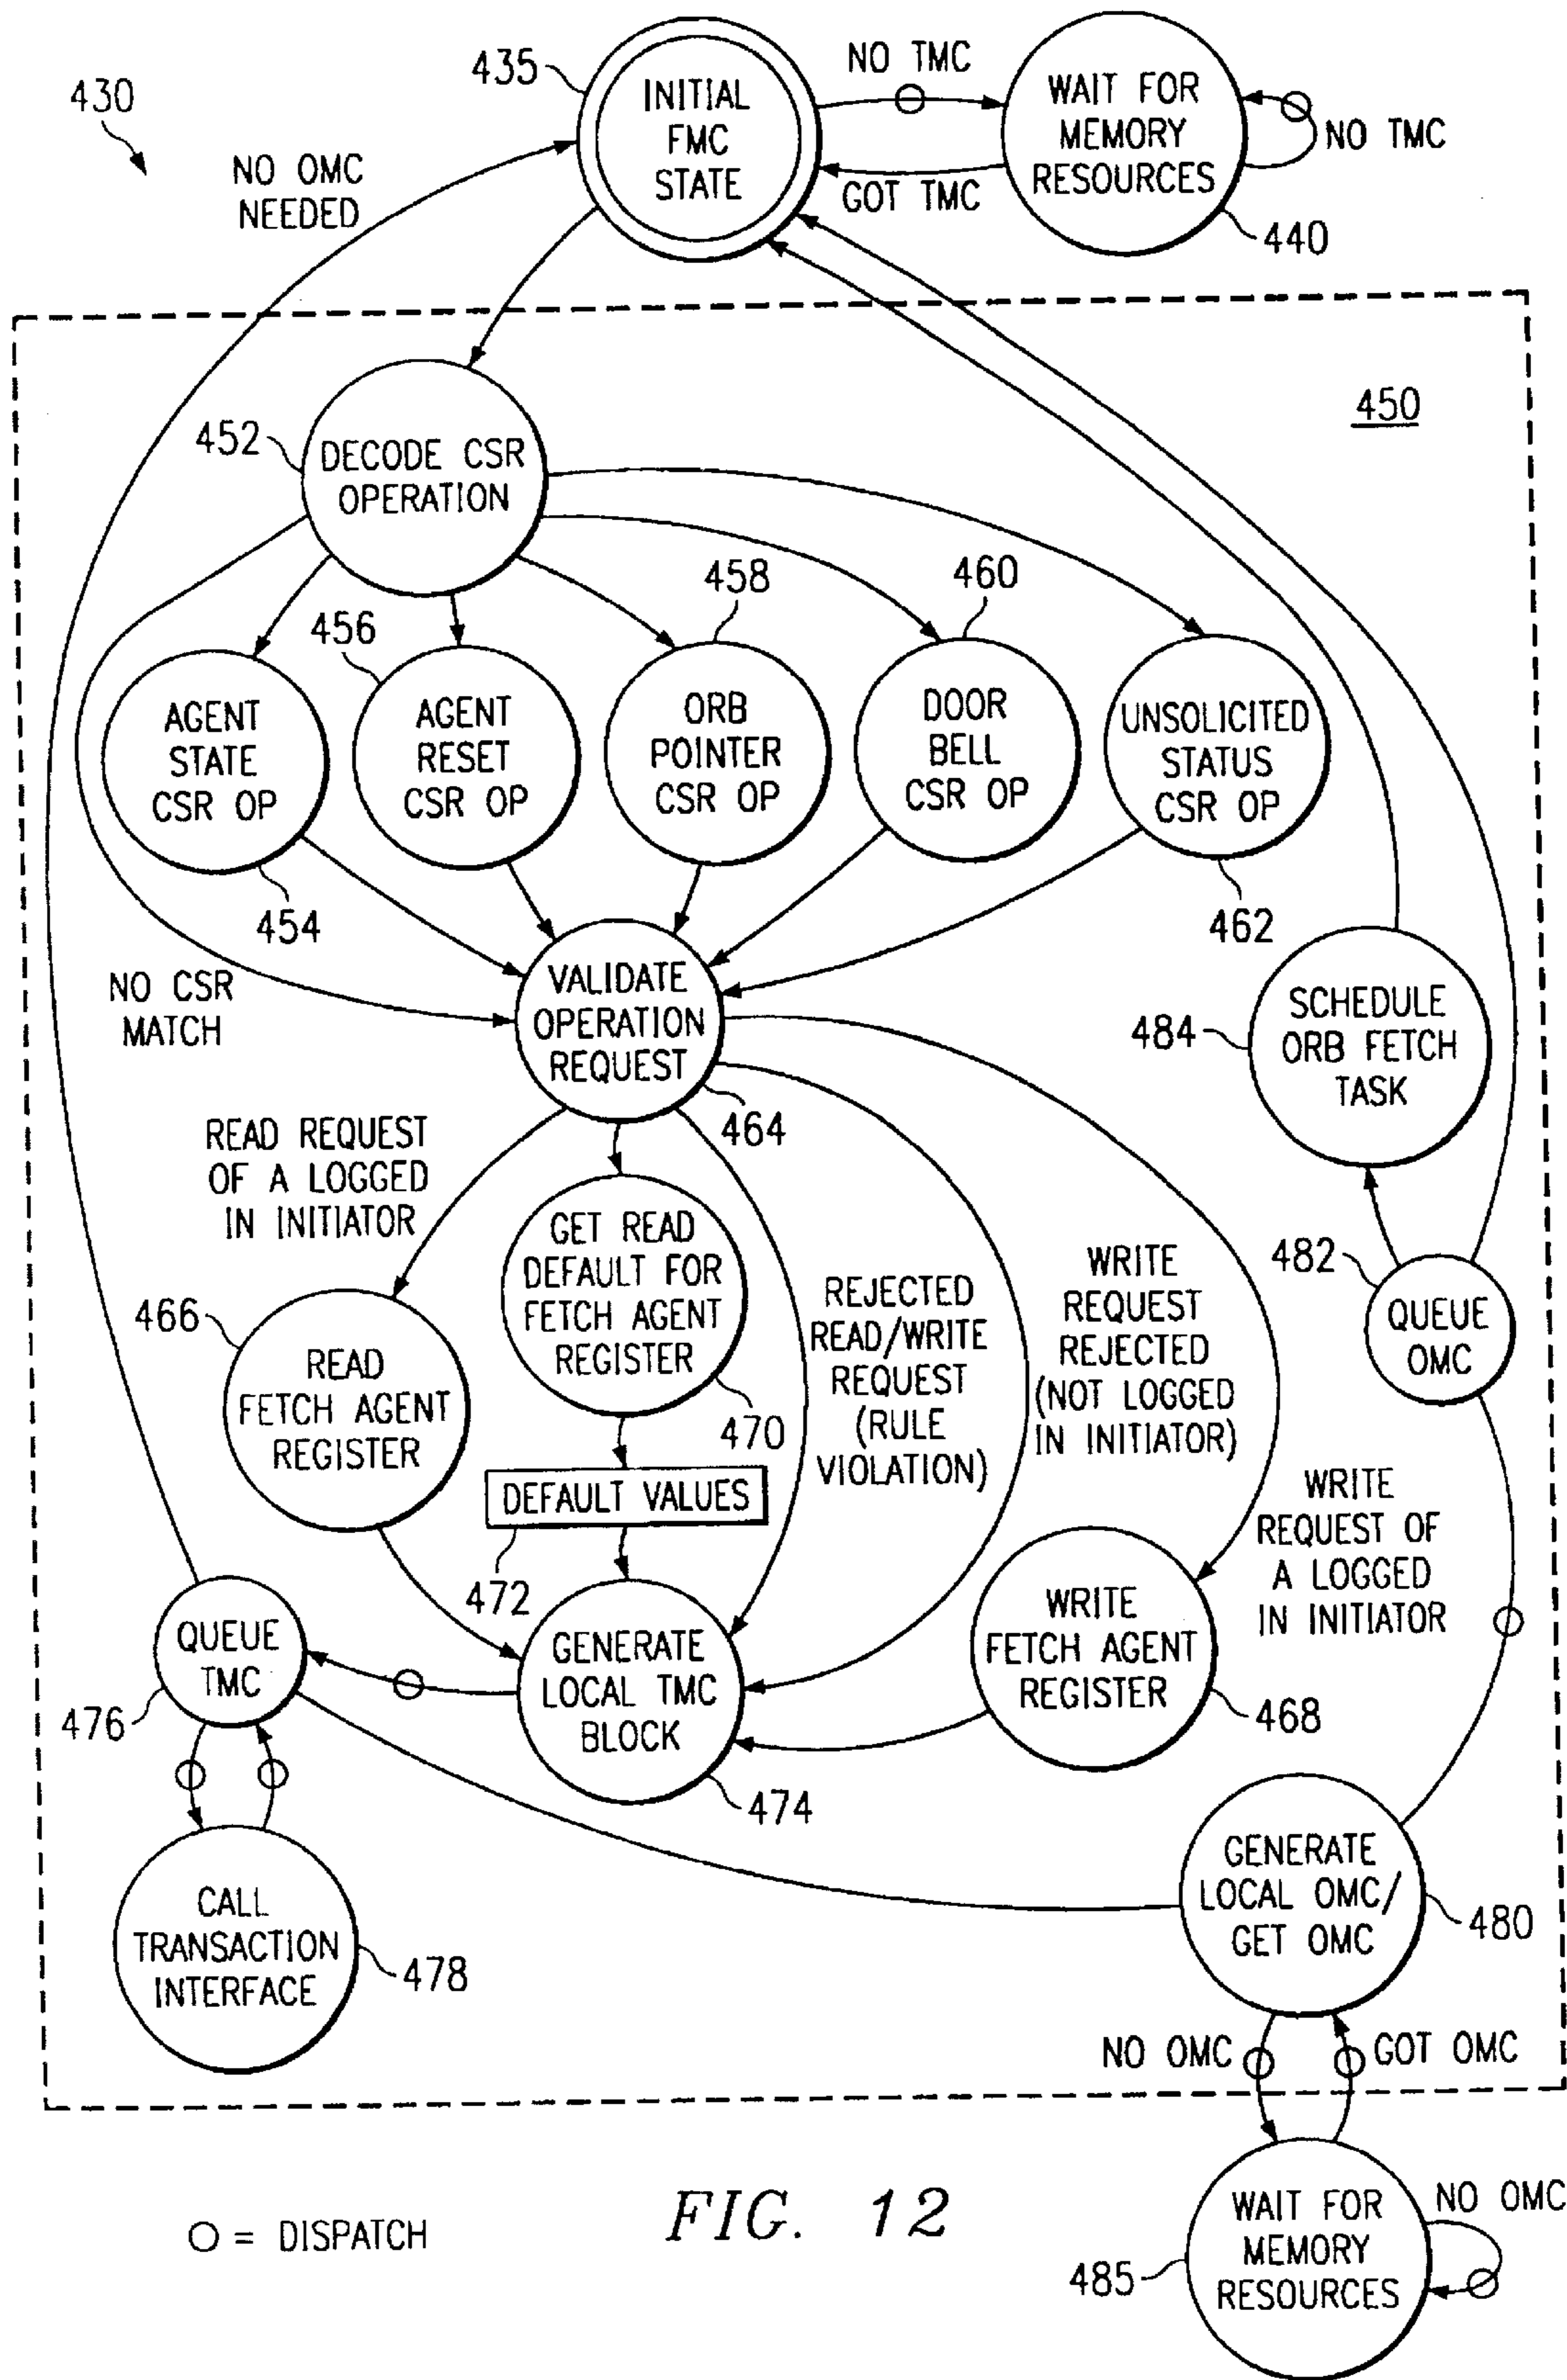 430
NO OMC
NEEDED
435
INITIAL
FMC
STATE
NO TMC
GOT TMC
WAIT FOR
MEMORY
RESOURCES
NO TMC
440
450
452
DECODE CSR
OPERATION
AGENT
STATE
CSR OP
454
456
AGENT
RESET
CSR OP
458
ORB
POINTER
CSR OP
460
DOOR
BELL
CSR OP
UNSOLICITED
STATUS
CSR OP
462
NO CSR
MATCH
VALIDATE
OPERATION
REQUEST
464
484
SCHEDULE
ORB FETCH
TASK
READ REQUEST
OF A LOGGED
IN INITIATOR
GET READ
DEFAULT FOR
FETCH AGENT
REGISTER
470
REJECTED
READ/WRITE
REQUEST
(RULE
VIOLATION)
WRITE
REQUEST
REJECTED
(NOT LOGGED
IN INITIATOR)
482
QUEUE
OMC
466
READ
FETCH AGENT
REGISTER
DEFAULT VALUES
472
WRITE
REQUEST OF
A LOGGED
IN INITIATOR
QUEUE
TMC
476
GENERATE
LOCAL TMC
BLOCK
474
WRITE
FETCH AGENT
REGISTER
468
CALL
TRANSACTION
INTERFACE
478
GENERATE
LOCAL OMC/
GET OMC
480
NO OMC
GOT OMC
WAIT FOR
MEMORY
RESOURCES
485
NO OMC
O = DISPATCH
FIG. 12